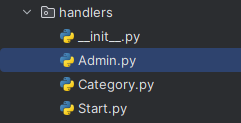 handlers
__init__.py
Admin.py
Category.py
Start.py